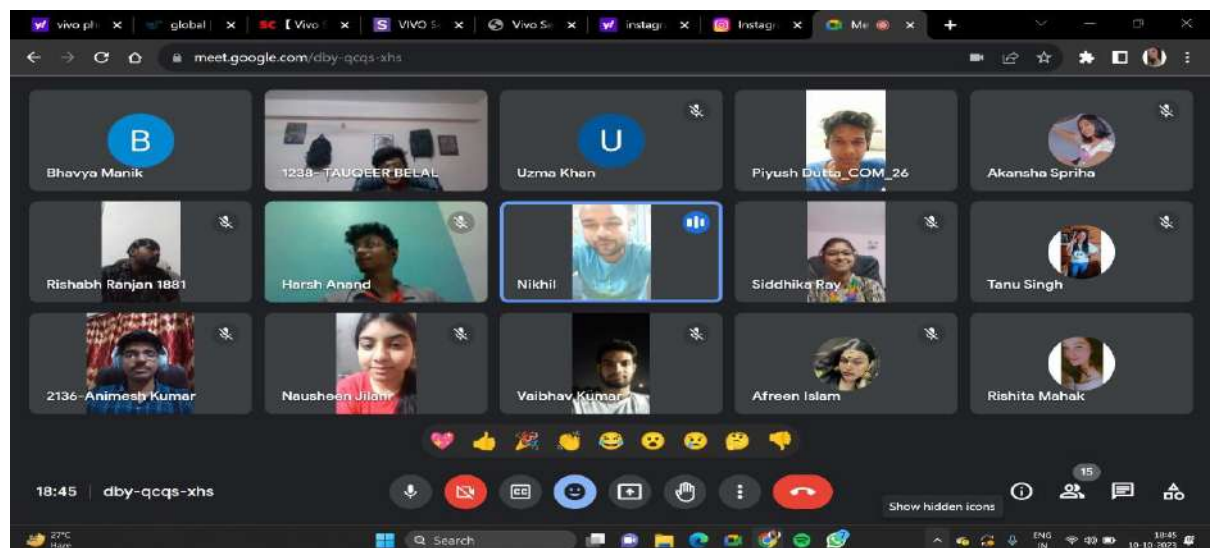 vivo ph
global |
SC 【 Vivo S
S VIVO S
Vivo Se
instagr
Instagr
Me
meet.google.com/dby-qcqs-xhs
B
U
Bhavya Manik
1238- TAUQEER BELAL
Uzma Khan
Piyush Dutta_COM_26
Akansha Spriha
Rishabh Ranjan 1881
Harsh Anand
Nikhil
Siddhika Ray
Tanu Singh
2136-Animesh Kumar
Nausheen Jilani
Vaibhav Kumar
Afreen Islam
Rishita Mahak
15
18:45 | dby-qcqs-xhs
CC
Show hidden icons
27°C
Haze
Search
ENG
IN
18:45
10-10-2023